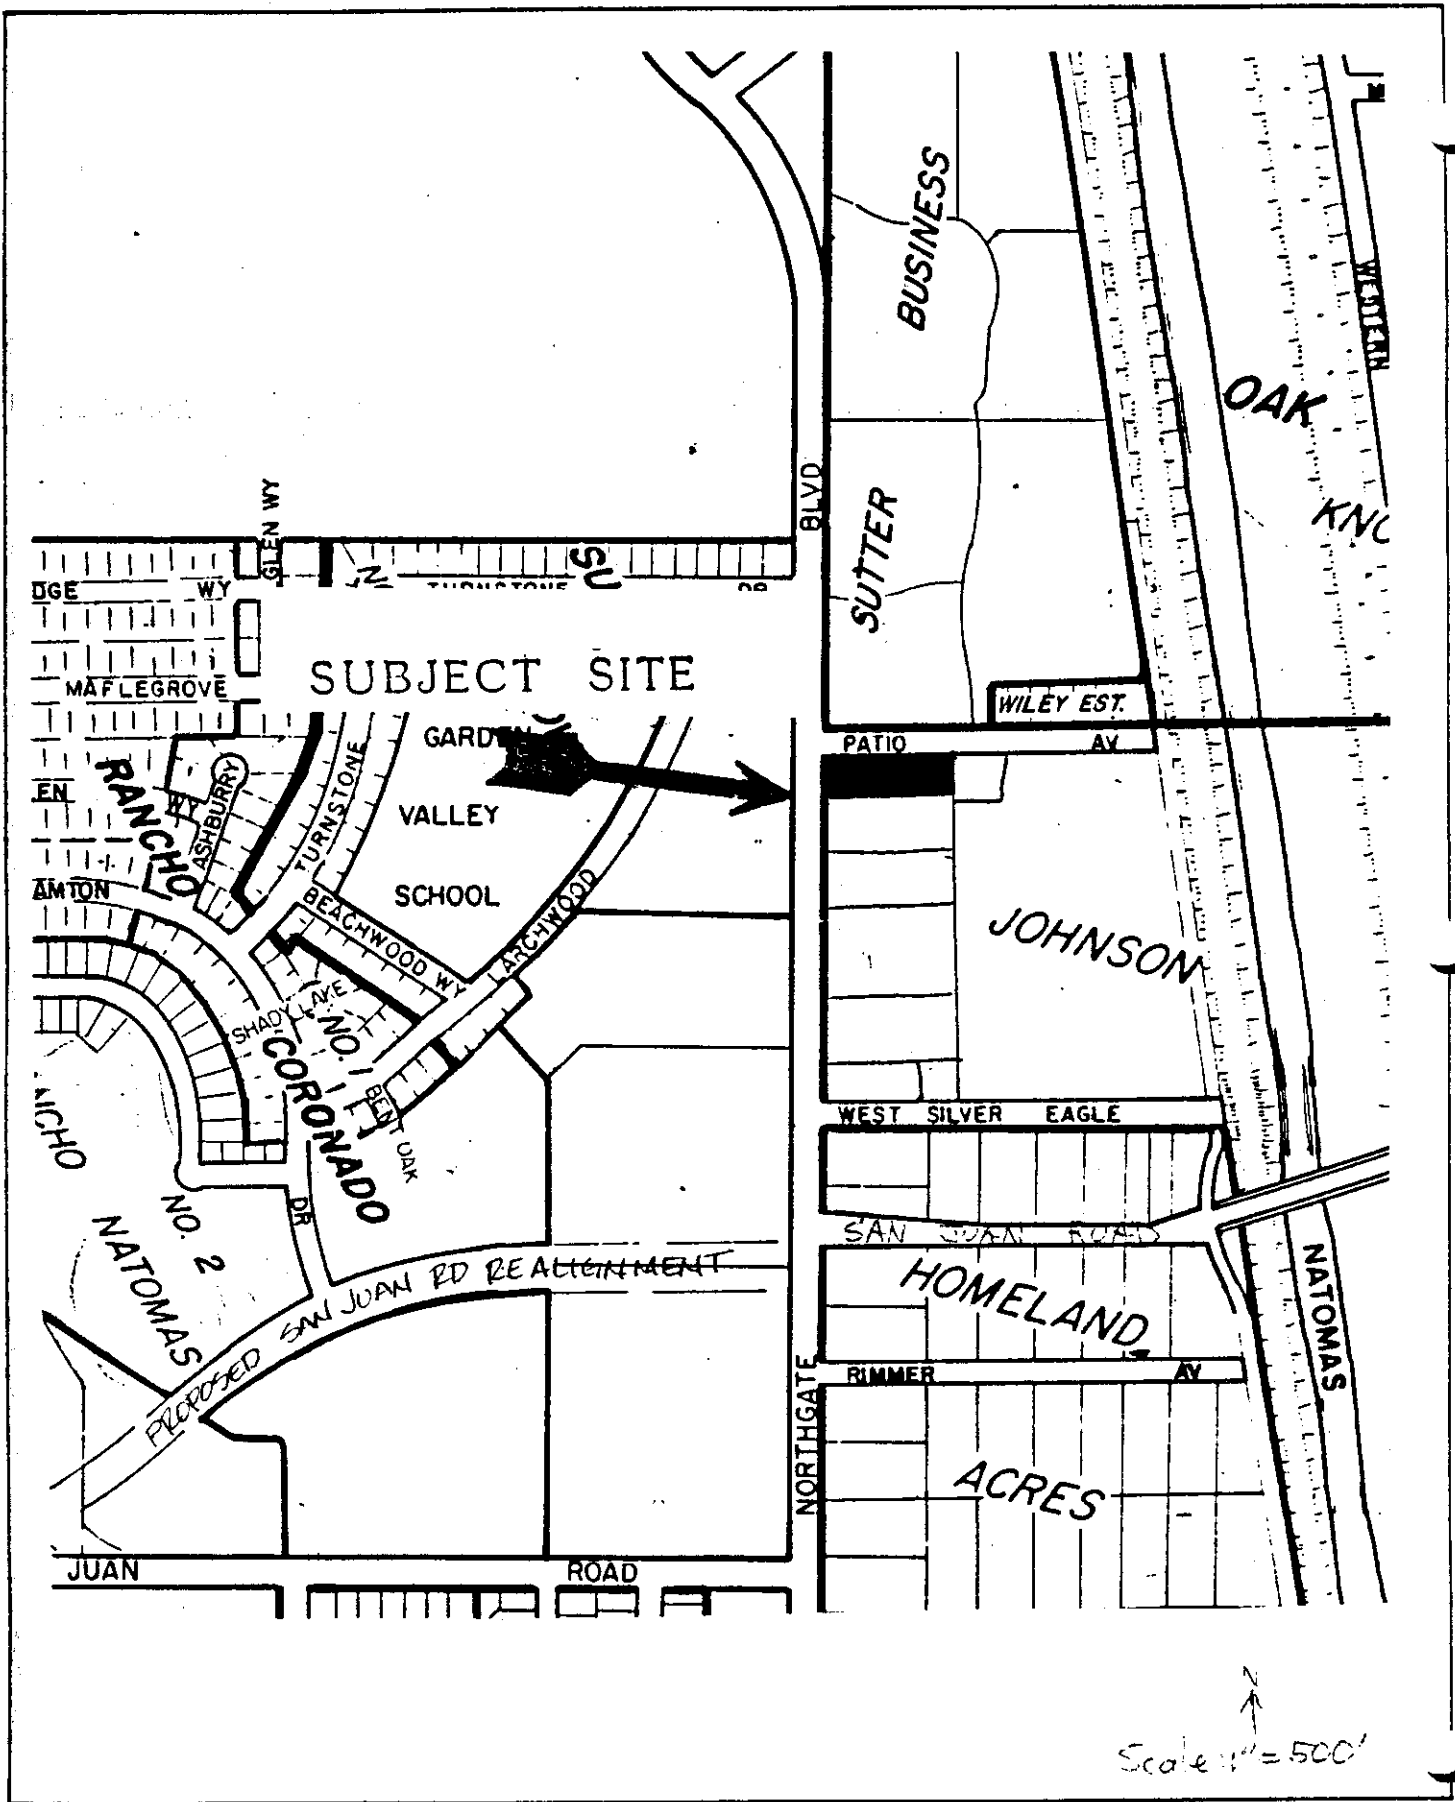 BUSINESS
WESTERN
OAK
BLVD
GLEN WY
SUTTER
SU
TURNSTONE DR
DGE WY
SUBJECT SITE
MAPLEGROVE
WILEY EST.
PATIO AV
GARDEN
VALLEY
SCHOOL
EN
WY
ASHBURRY
RANCHO
TURNSTONE
AMTON
BEACHWOOD WY
LARCHWOOD
JOHNSON
SHADY LAKE
NO. 1
CORONADO
BENT OAK
NCHO
NO. 2
NATOMAS
DR
WEST SILVER EAGLE
SAN JUAN ROAD
PROPOSED SAN JUAN RD REALIGNMENT
HOMELAND
NATOMAS
RIMMER AV
NORTHGATE
ACRES
JUAN ROAD
N
Scale 1" = 500'